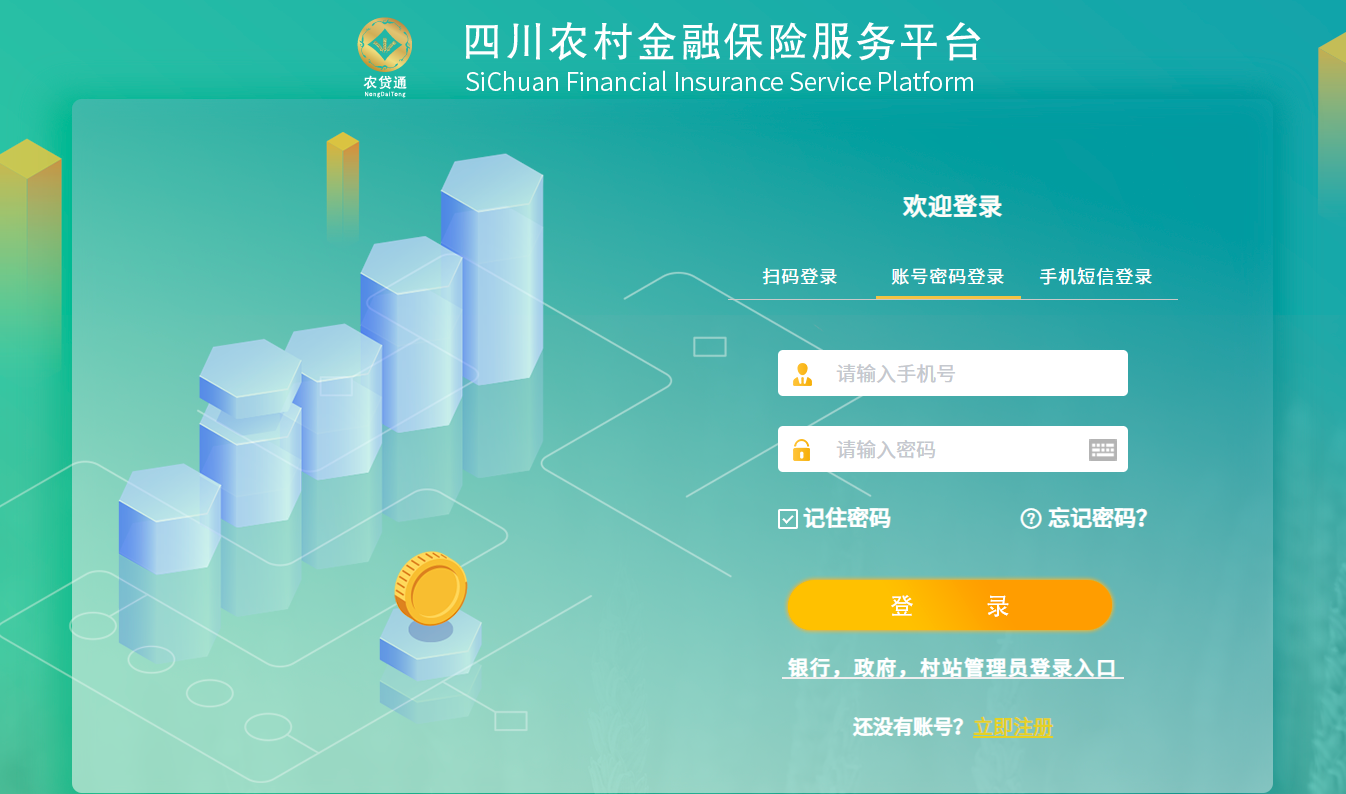 四川农村金融保险服务平台
SiChuan Financial Insurance Service Platform
农贷通
NongDaiTong
欢迎登录
扫码登录 账号密码登录 手机短信登录
请输入手机号
请输入密码
记住密码 忘记密码?
登 录
银行，政府，村站管理员登录入口
还没有账号？立即注册